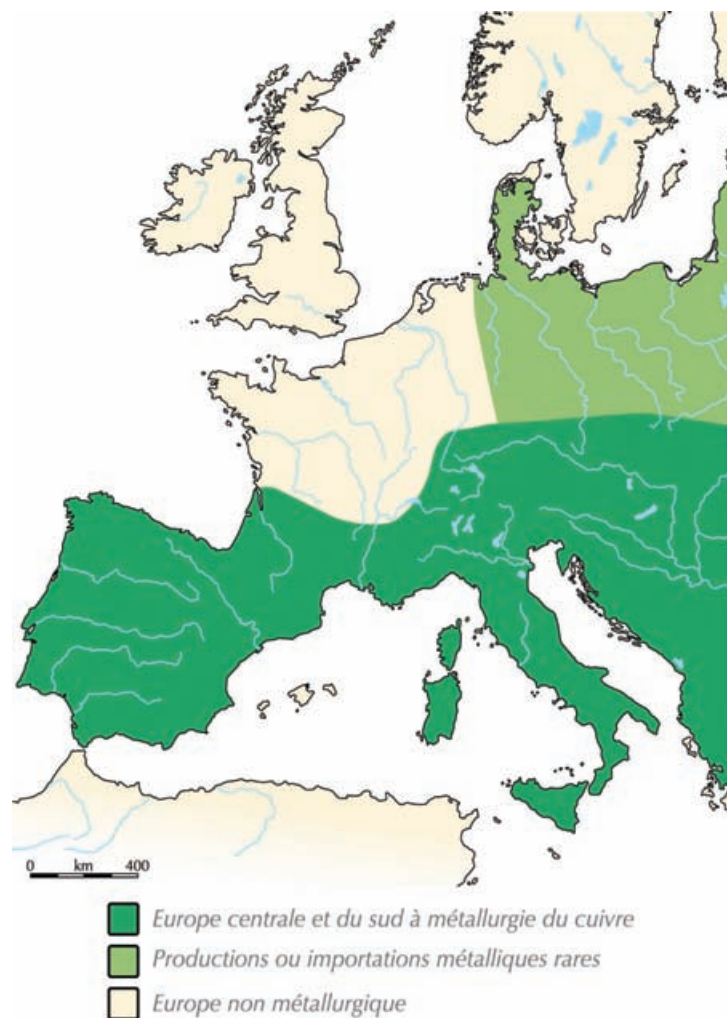 0 km 400
Europe centrale et du sud à métallurgie du cuivre
Productions ou importations métalliques rares
Europe non métallurgique